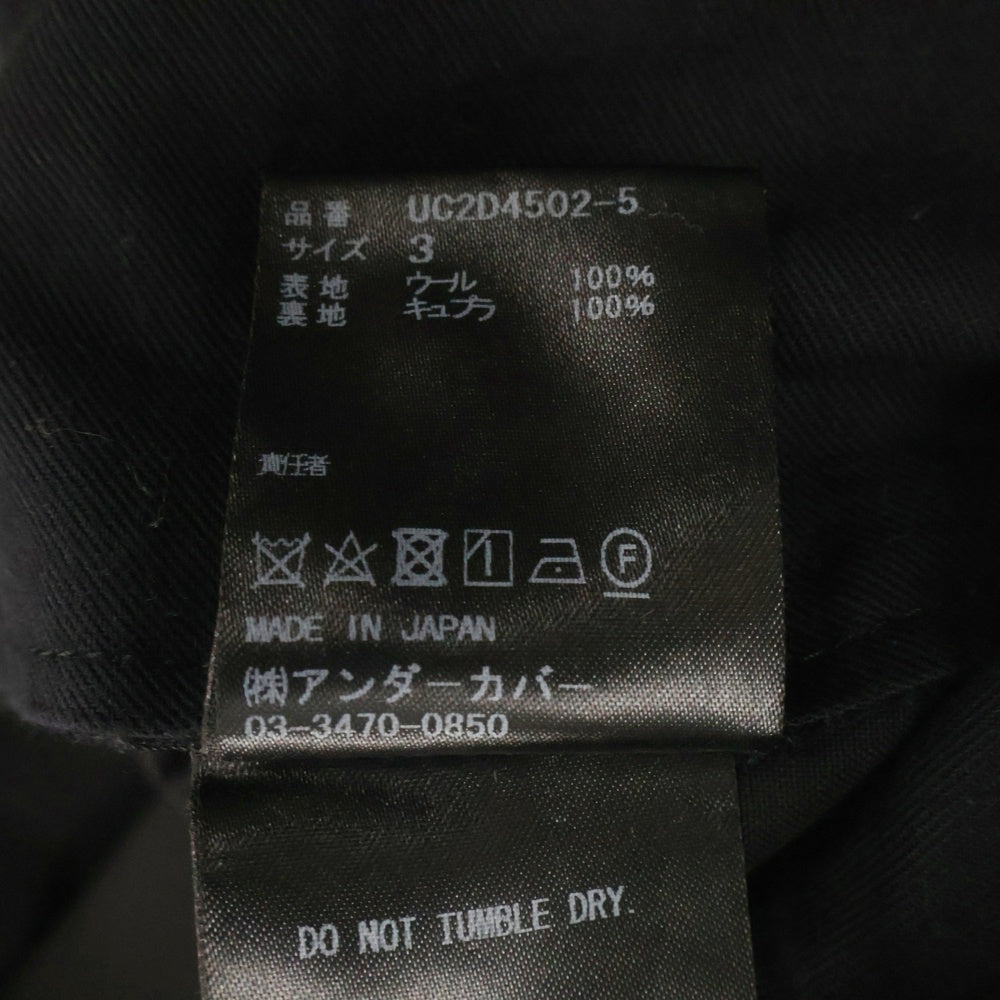 品番 UC2D4502-5
サイズ 3
表地 ウール 100%
裏地 キュプラ 100%
責任者
F
MADE IN JAPAN
㈱アンダーカバー
03-3470-0850
DO NOT TUMBLE DRY.